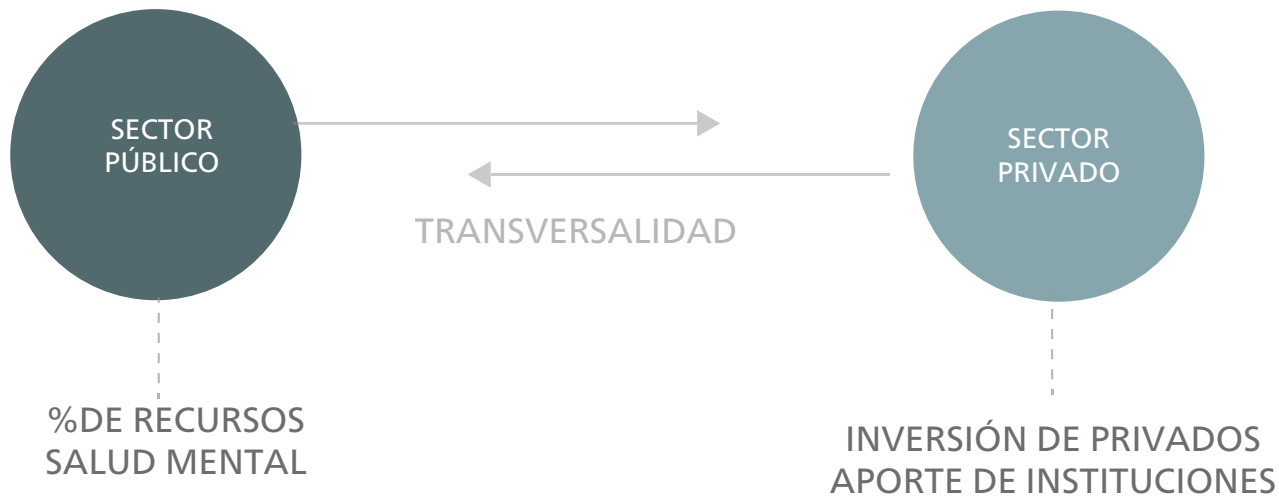 SECTOR
PÚBLICO
SECTOR
PRIVADO
TRANSVERSALIDAD
%DE RECURSOS
SALUD MENTAL
INVERSIÓN DE PRIVADOS
APORTE DE INSTITUCIONES